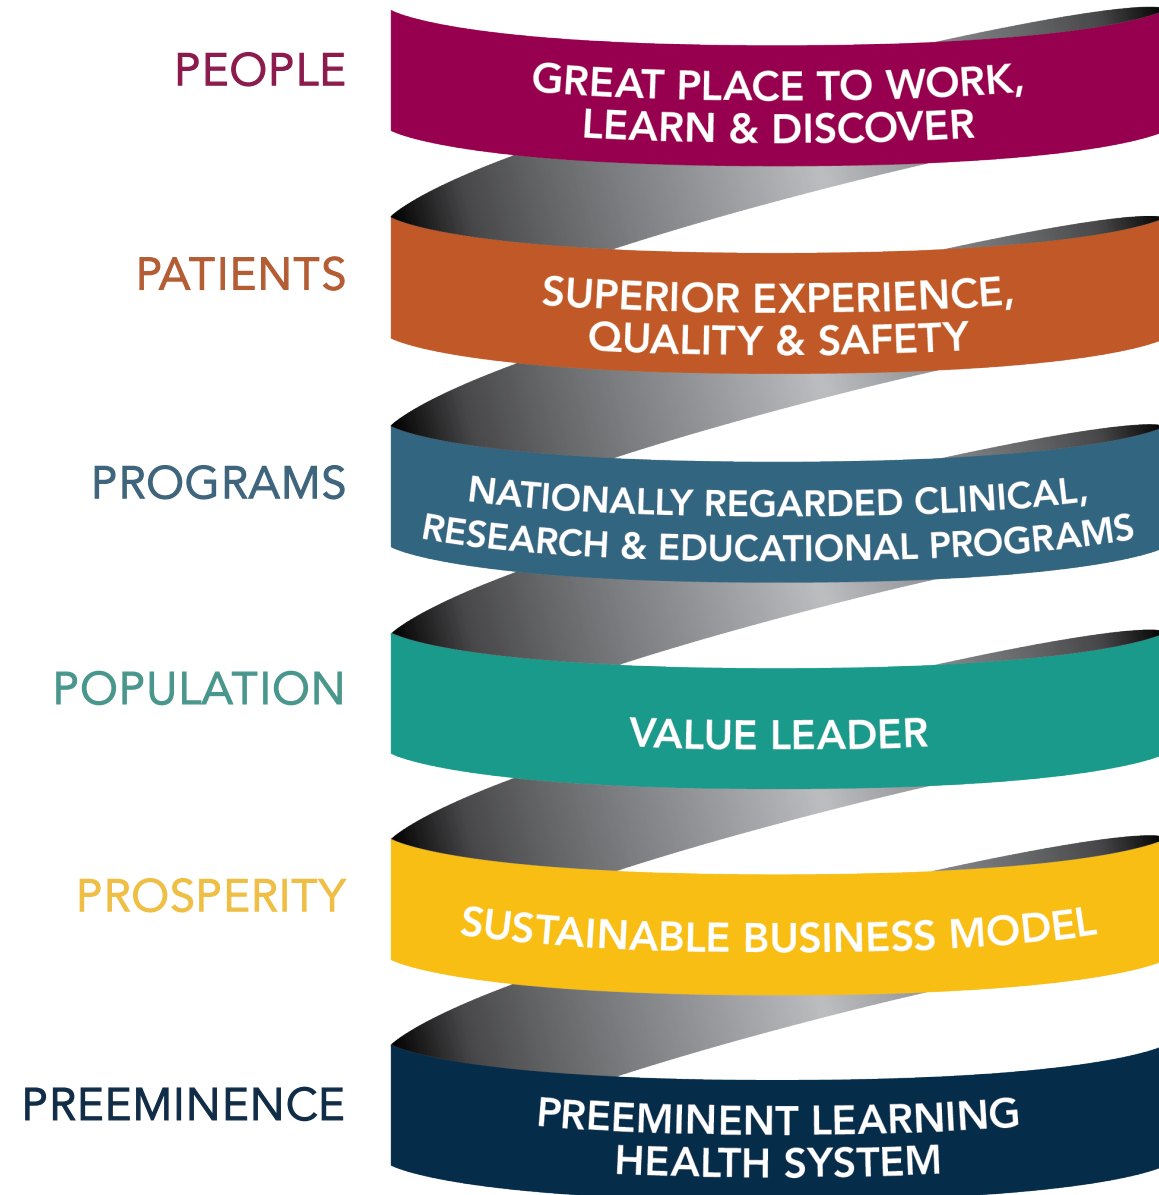 PEOPLE
GREAT PLACE TO WORK,
LEARN & DISCOVER
PATIENTS
SUPERIOR EXPERIENCE,
QUALITY & SAFETY
PROGRAMS
NATIONALLY REGARDED CLINICAL,
RESEARCH & EDUCATIONAL PROGRAMS
POPULATION
VALUE LEADER
PROSPERITY
SUSTAINABLE BUSINESS MODEL
PREEMINENCE
PREEMINENT LEARNING
HEALTH SYSTEM